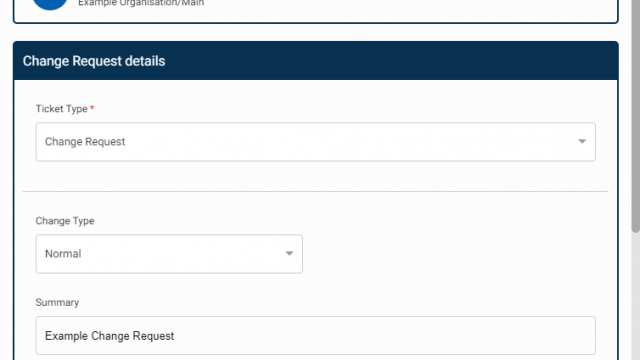 Example Organisation/Main
Change Request details
Ticket Type *
Change Request
Change Type
Normal
Summary
Example Change Request